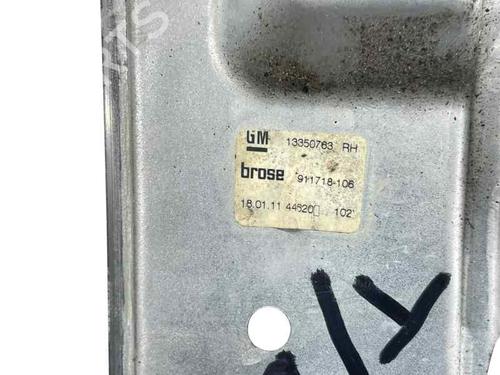 GM 13350763 RH
brose 911718-106
18.01.11 44620 102'